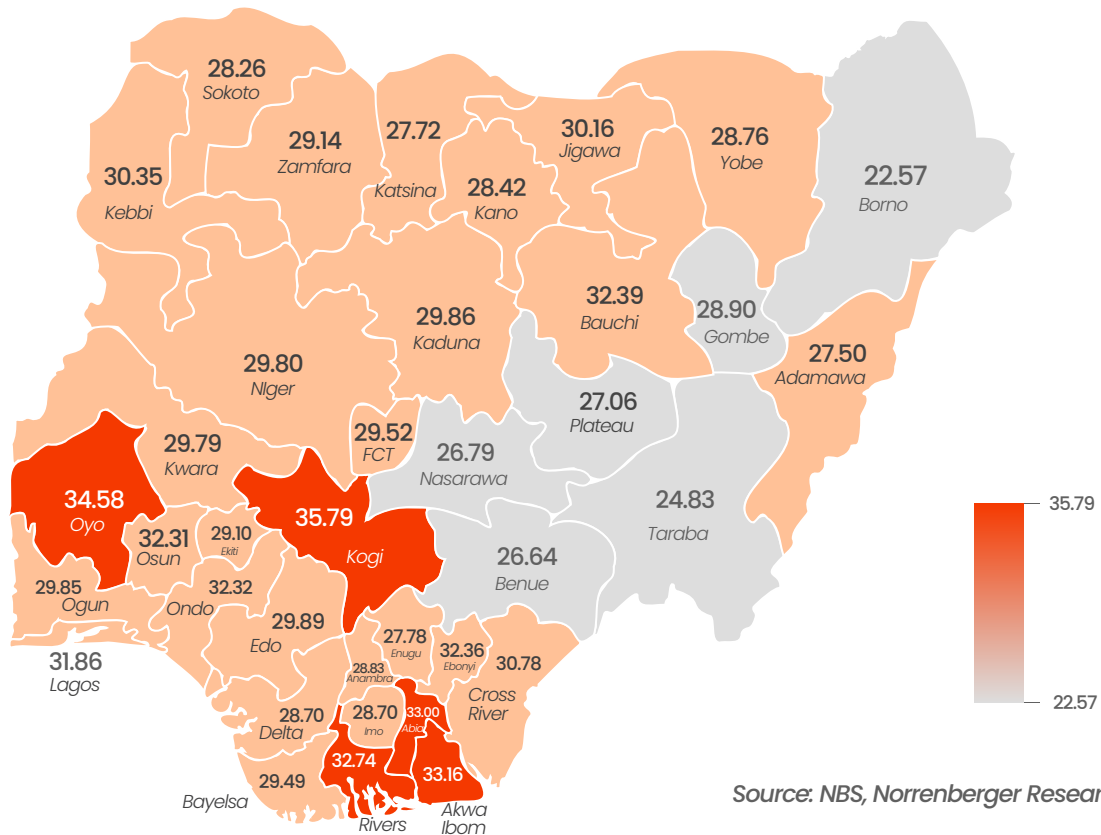 28.26
Sokoto
29.14
Zamfara
27.72
Katsina
30.16
Jigawa
28.76
Yobe
22.57
Borno
30.35
Kebbi
28.42
Kano
32.39
Bauchi
28.90
Gombe
29.86
Kaduna
27.50
Adamawa
29.80
NIger
27.06
Plateau
29.52
FCT
29.79
Kwara
26.79
Nasarawa
24.83
Taraba
34.58
Oyo
35.79
Kogi
32.31
Osun
29.10
Ekiti
26.64
Benue
29.85
Ogun
32.32
Ondo
29.89
Edo
27.78
Enugu
32.36
Ebonyi
30.78
Cross
River
31.86
Lagos
28.83
Anambra
28.70
Delta
28.70
Imo
33.00
Abia
32.74
Rivers
33.16
Akwa
Ibom
29.49
Bayelsa
35.79
22.57
Source: NBS, Norrenberger Resear